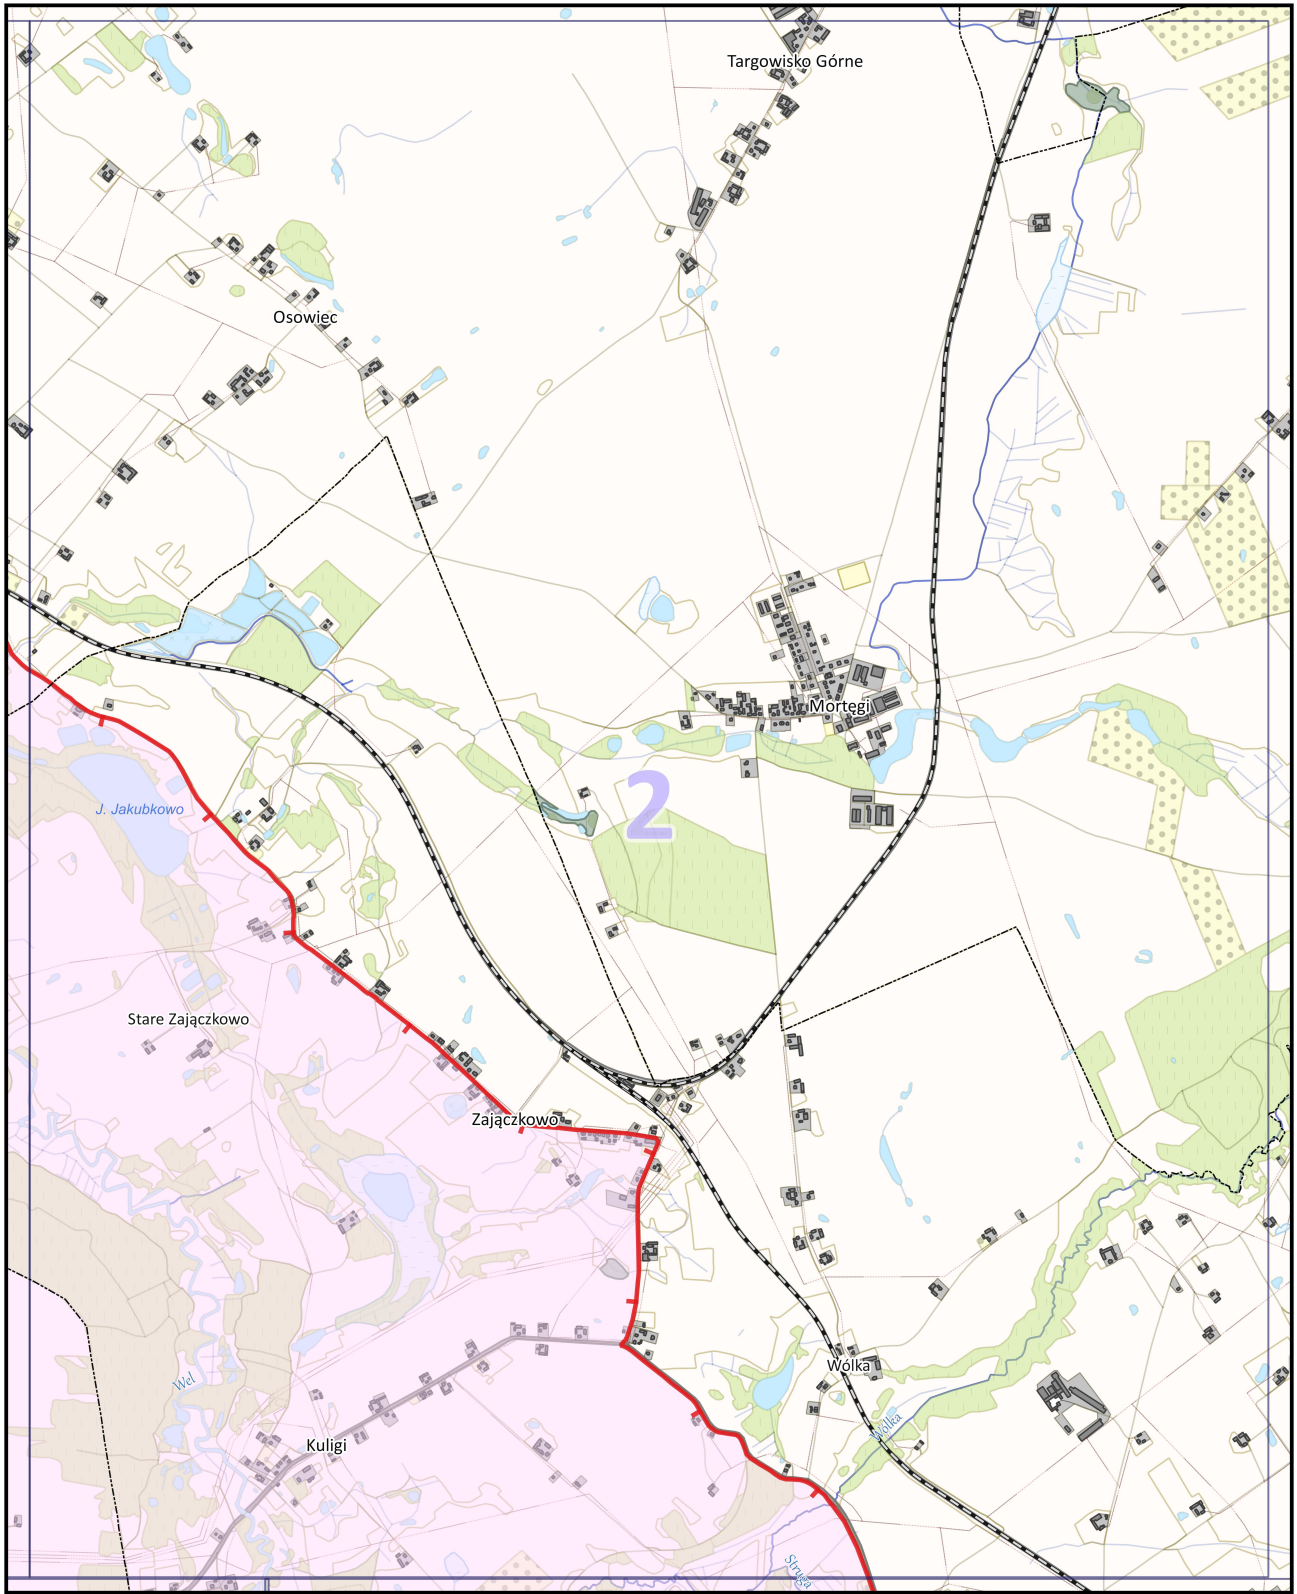 Targowisko Górne
Osowiec
Mortęgi
2
J. Jakubkowo
Stare Zajączkowo
Zajączkowo
Wólka
Wel
Wólka
Kuligi
Struga